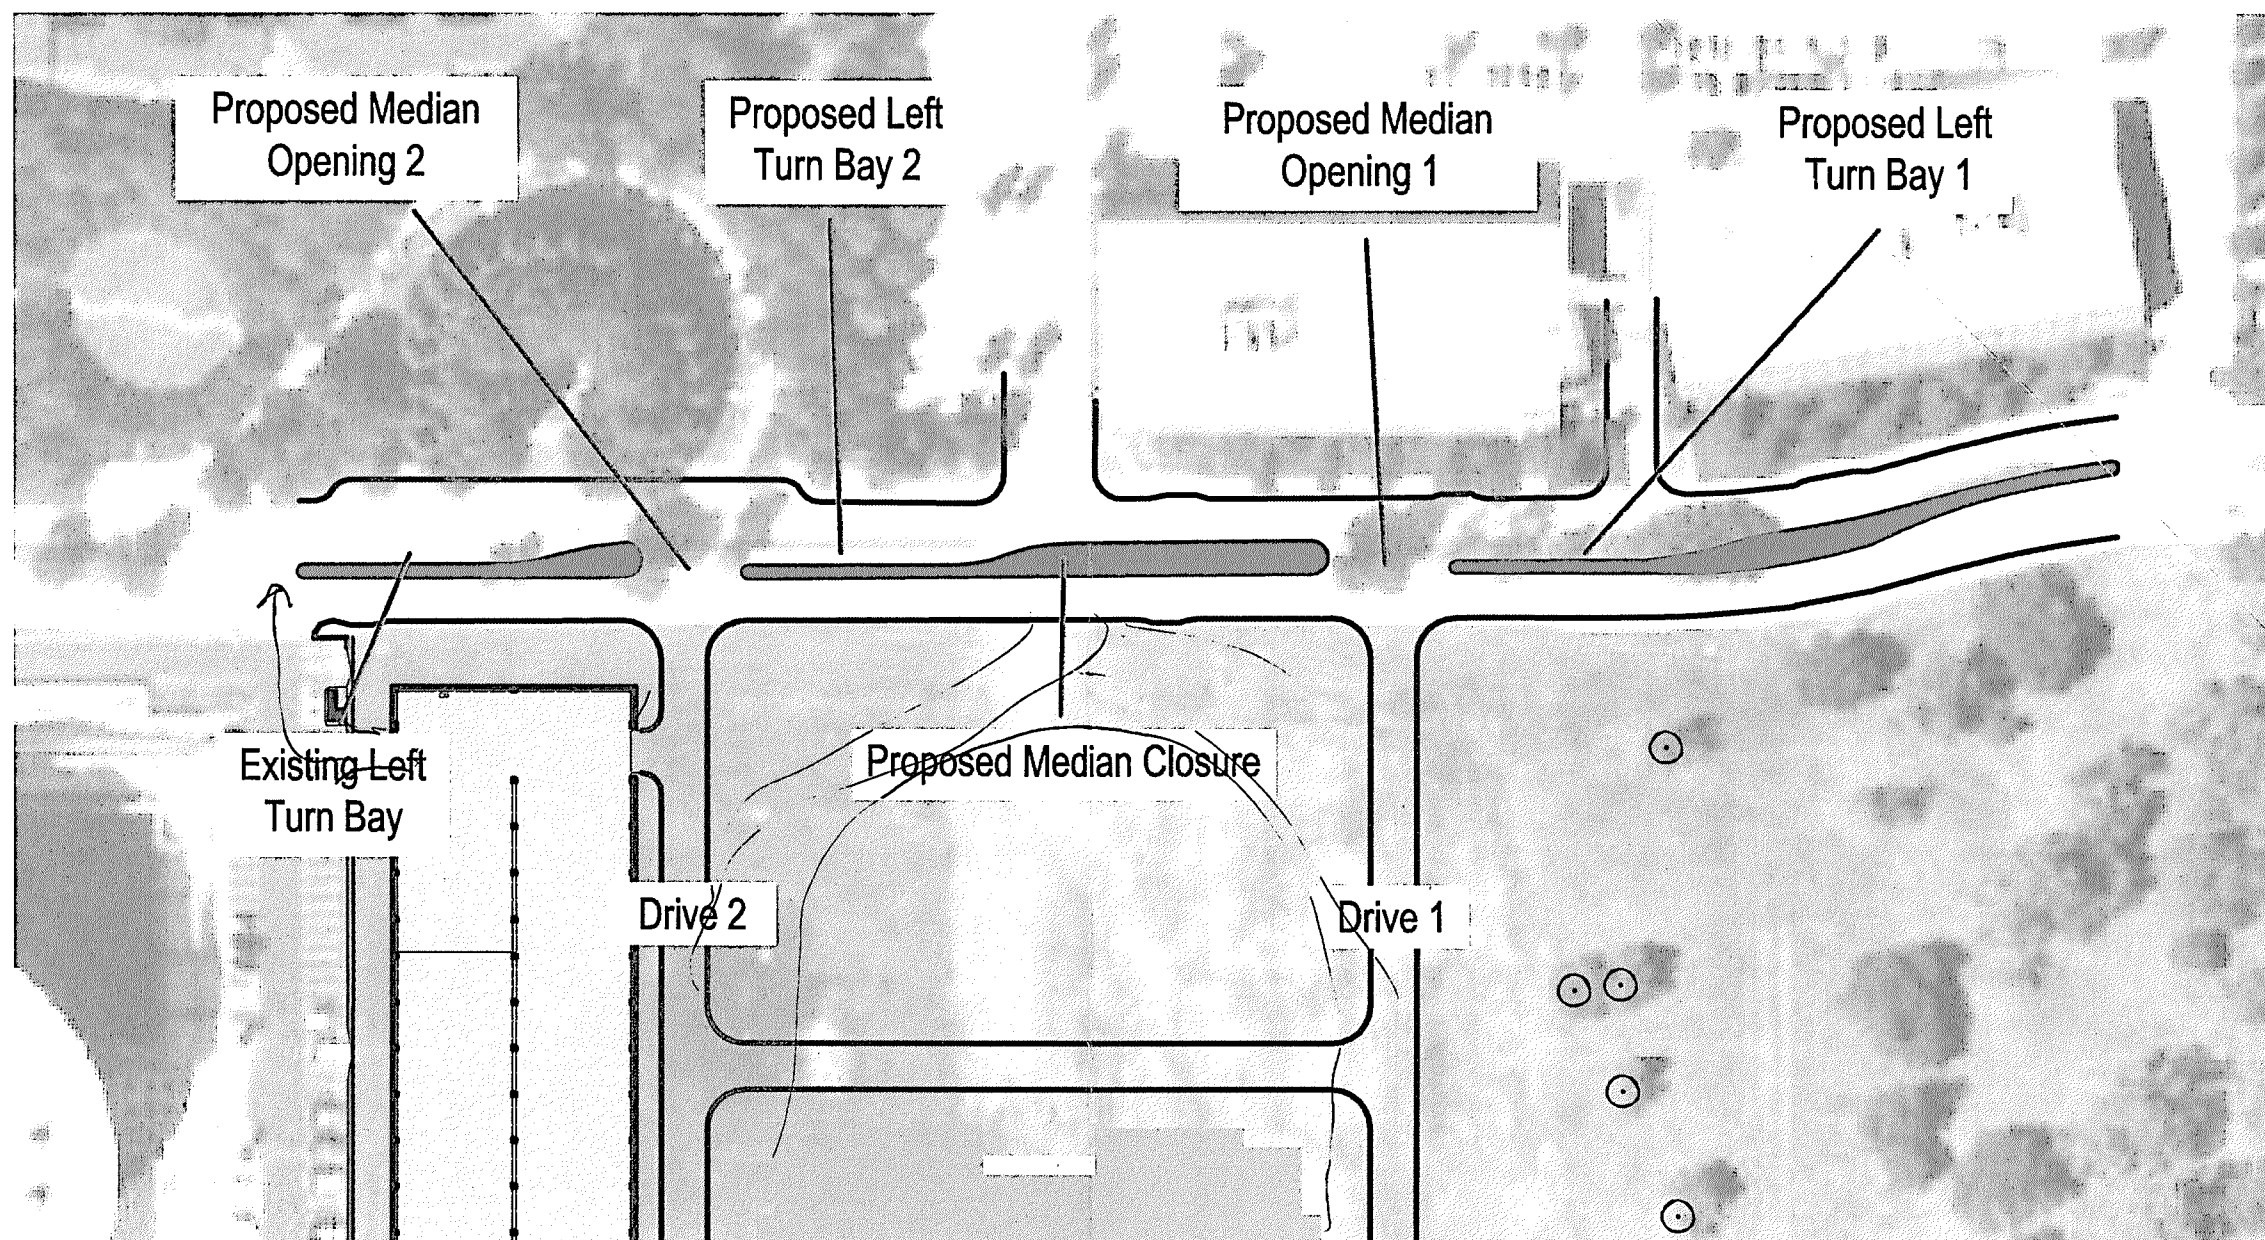 Proposed Median
Opening 2
Proposed Left
Turn Bay 2
Proposed Median
Opening 1
Proposed Left
Turn Bay 1
Existing Left
Turn Bay
Proposed Median Closure
Drive 2
Drive 1